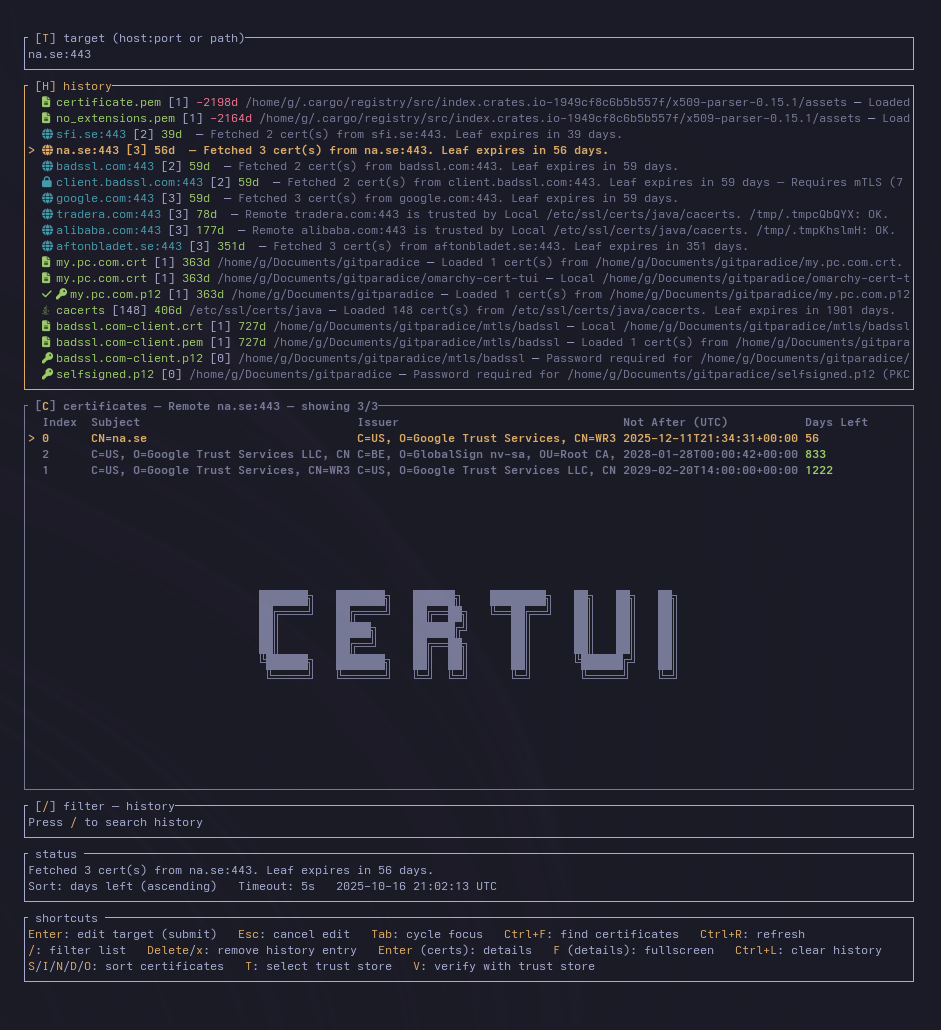 [T] target (host:port or path)
na.se:443
[H] history
certificate.pem [1] -2198d /home/g/.cargo/registry/src/index.crates.io-1949cf8c6b5b557f/x509-parser-0.15.1/assets — Loaded
no_extensions.pem [1] -2164d /home/g/.cargo/registry/src/index.crates.io-1949cf8c6b5b557f/x509-parser-0.15.1/assets — Load
sfi.se:443 [2] 39d — Fetched 2 cert(s) from sfi.se:443. Leaf expires in 39 days.
> na.se:443 [3] 56d — Fetched 3 cert(s) from na.se:443. Leaf expires in 56 days.
badssl.com:443 [2] 59d — Fetched 2 cert(s) from badssl.com:443. Leaf expires in 59 days.
client.badssl.com:443 [2] 59d — Fetched 2 cert(s) from client.badssl.com:443. Leaf expires in 59 days — Requires mTLS (7
google.com:443 [3] 59d — Fetched 3 cert(s) from google.com:443. Leaf expires in 59 days.
tradera.com:443 [3] 78d — Remote tradera.com:443 is trusted by Local /etc/ssl/certs/java/cacerts. /tmp/.tmpcQbQYX: OK.
alibaba.com:443 [3] 177d — Remote alibaba.com:443 is trusted by Local /etc/ssl/certs/java/cacerts. /tmp/.tmpKhslmH: OK.
aftonbladet.se:443 [3] 351d — Fetched 3 cert(s) from aftonbladet.se:443. Leaf expires in 351 days.
my.pc.com.crt [1] 363d /home/g/Documents/gitparadice — Loaded 1 cert(s) from /home/g/Documents/gitparadice/my.pc.com.crt.
my.pc.com.crt [1] 363d /home/g/Documents/gitparadice/omarchy-cert-tui — Local /home/g/Documents/gitparadice/omarchy-cert-t
✓ my.pc.com.p12 [1] 363d /home/g/Documents/gitparadice — Loaded 1 cert(s) from /home/g/Documents/gitparadice/my.pc.com.p12
cacerts [148] 406d /etc/ssl/certs/java — Loaded 148 cert(s) from /etc/ssl/certs/java/cacerts. Leaf expires in 1901 days.
badssl.com-client.crt [1] 727d /home/g/Documents/gitparadice/mtls/badssl — Local /home/g/Documents/gitparadice/mtls/badssl
badssl.com-client.pem [1] 727d /home/g/Documents/gitparadice/mtls/badssl — Loaded 1 cert(s) from /home/g/Documents/gitpara
badssl.com-client.p12 [0] /home/g/Documents/gitparadice/mtls/badssl — Password required for /home/g/Documents/gitparadice/
selfsigned.p12 [0] /home/g/Documents/gitparadice — Password required for /home/g/Documents/gitparadice/selfsigned.p12 (PKC
[C] certificates — Remote na.se:443 — showing 3/3
Index Subject Issuer Not After (UTC) Days Left
> 0 CN=na.se C=US, O=Google Trust Services, CN=WR3 2025-12-11T21:34:31+00:00 56
2 C=US, O=Google Trust Services LLC, CN C=BE, O=GlobalSign nv-sa, OU=Root CA, 2028-01-28T00:00:42+00:00 833
1 C=US, O=Google Trust Services, CN=WR3 C=US, O=Google Trust Services LLC, CN 2029-02-20T14:00:00+00:00 1222
CERTUI
[/] filter — history
Press / to search history
status
Fetched 3 cert(s) from na.se:443. Leaf expires in 56 days.
Sort: days left (ascending) Timeout: 5s 2025-10-16 21:02:13 UTC
shortcuts
Enter: edit target (submit) Esc: cancel edit Tab: cycle focus Ctrl+F: find certificates Ctrl+R: refresh
/: filter list Delete/x: remove history entry Enter (certs): details F (details): fullscreen Ctrl+L: clear history
S/I/N/D/O: sort certificates T: select trust store V: verify with trust store